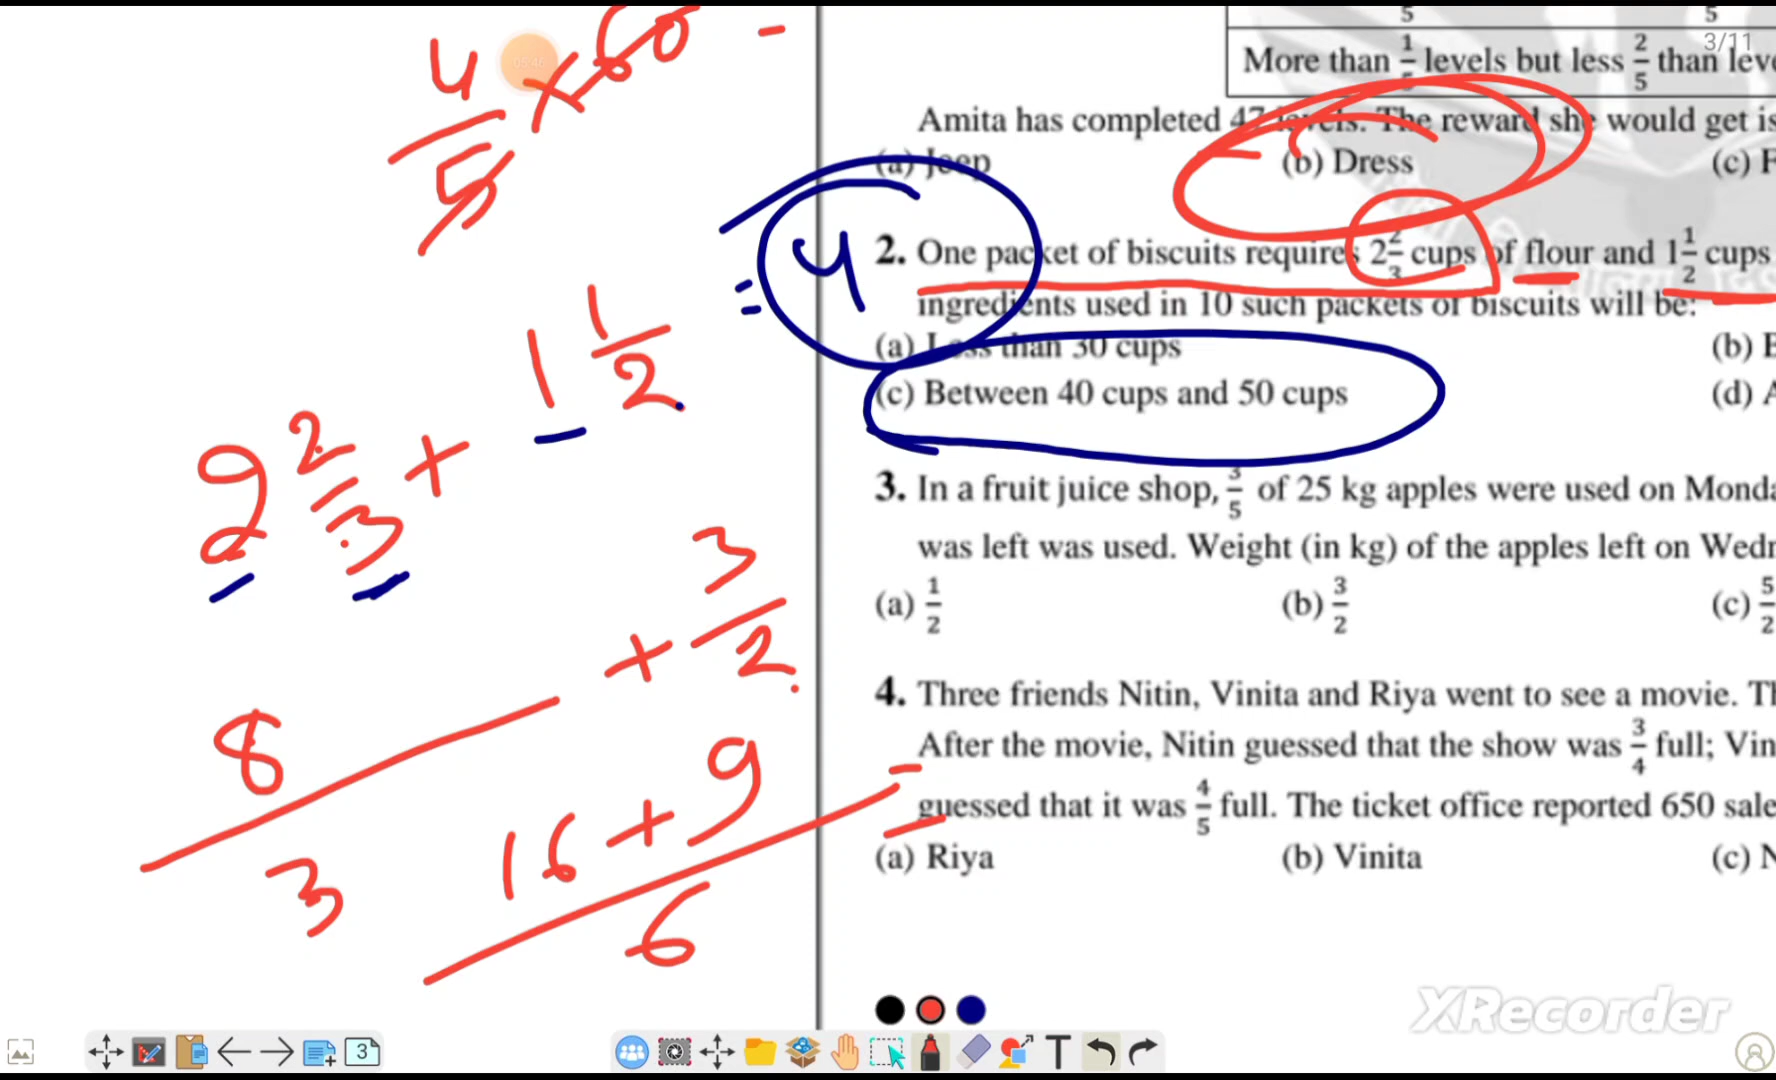 5 5
More than 1/5 levels but less 2/5 than
3/11
Amita has completed 47 levels. The reward she would get is
(a) Jeep (b) Dress (c)
2. One packet of biscuits requires 2 2/3 cups of flour and 1 1/2 cups
ingredients used in 10 such packets of biscuits will be:
(a) Less than 30 cups (b)
(c) Between 40 cups and 50 cups (d)
3. In a fruit juice shop, 3/5 of 25 kg apples were used on
was left was used. Weight (in kg) of the apples left on
(a) 1/2 (b) 3/2 (c) 5/2
4. Three friends Nitin, Vinita and Riya went to see a movie.
After the movie, Nitin guessed that the show was 3/4 full;
guessed that it was 4/5 full. The ticket office reported 650
(a) Riya (b) Vinita (c)
4/5 × 60 =
05:46
= 4
2 2/3 + 1 1/2
8/3 + 3/2
16 + 9 / 6 =
XRecorder
3
T